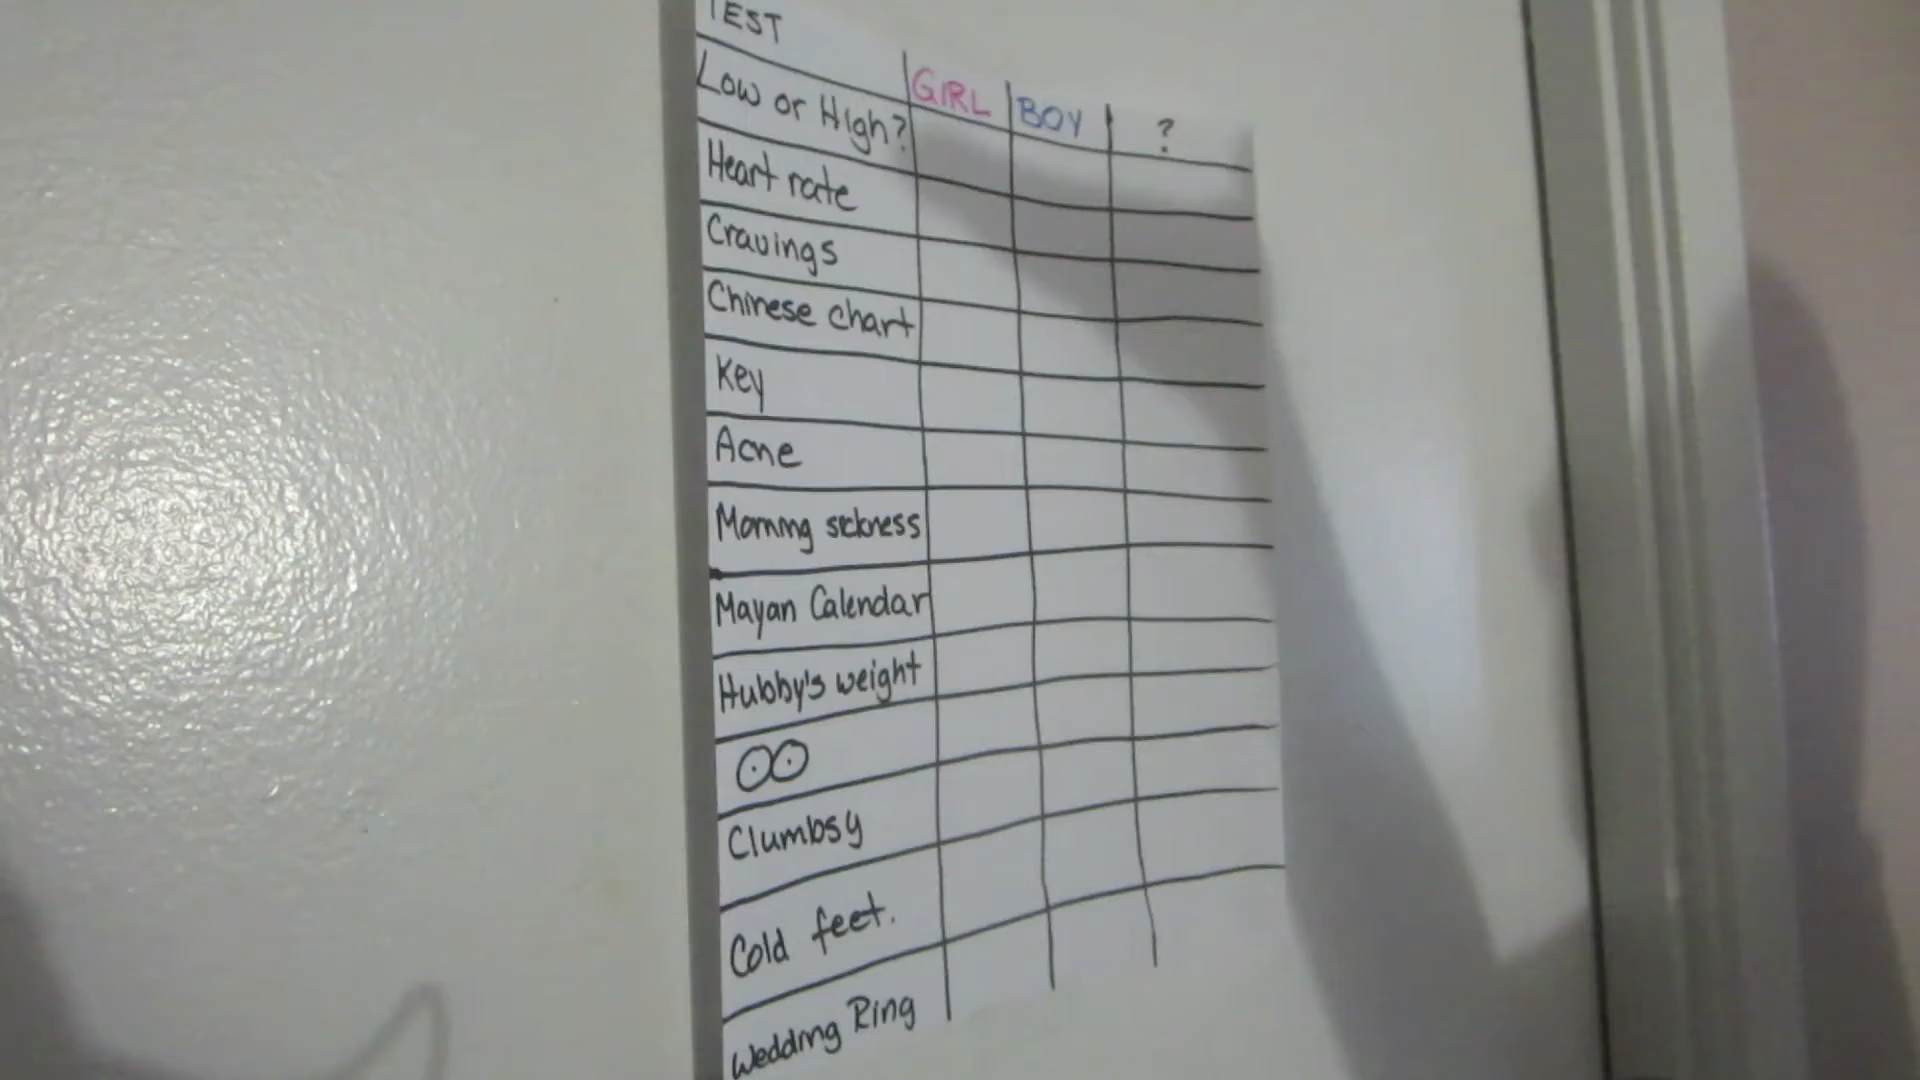 TEST
GIRL BOY ?
Low or High?
Heart rate
Cravings
Chinese chart
Key
Acne
Morning sickness
Mayan Calendar
Hubby's weight
Clumbsy
Cold feet.
Wedding Ring